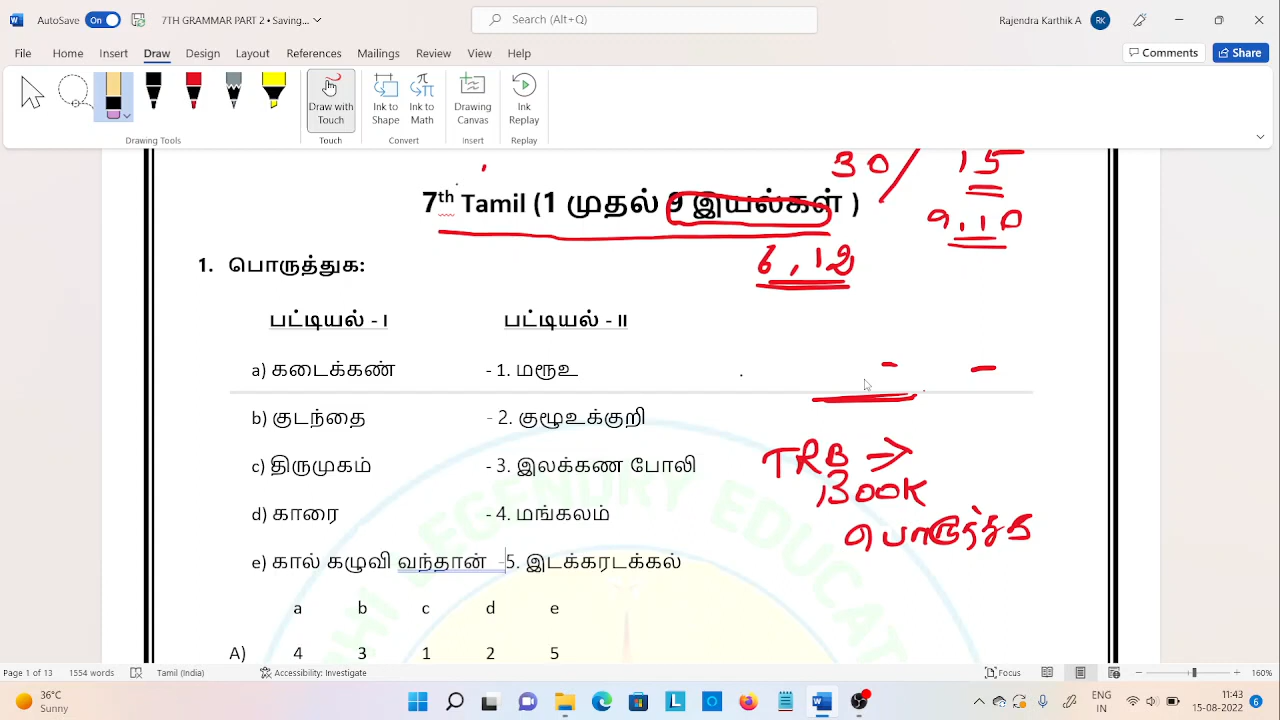 AutoSave On 7TH GRAMMAR PART 2 • Saving... Search (Alt+Q) Rajendra Karthik A RK
File Home Insert Draw Design Layout References Mailings Review View Help Comments Share
Draw with Touch Ink to Shape Ink to Math Drawing Canvas Ink Replay
Drawing Tools Touch Convert Insert Replay
30/ 15
7th Tamil (1 முதல் 9 இயல்கள் )
9,10
6,12
1. பொருத்துக:
பட்டியல் - I பட்டியல் - II
a) கடைக்கண் - 1. மரூஉ
b) குடந்தை - 2. குழூஉக்குறி
c) திருமுகம் - 3. இலக்கண போலி
TRB →
1300K
d) காரை - 4. மங்கலம்
பொருந்துக
e) கால் கழுவி வந்தான் -5. இடக்கரடக்கல்
a b c d e
A) 4 3 1 2 5
Page 1 of 13 1554 words Tamil (India) Accessibility: Investigate Focus 160%
36°C
Sunny
ENG
IN
11:43
15-08-2022